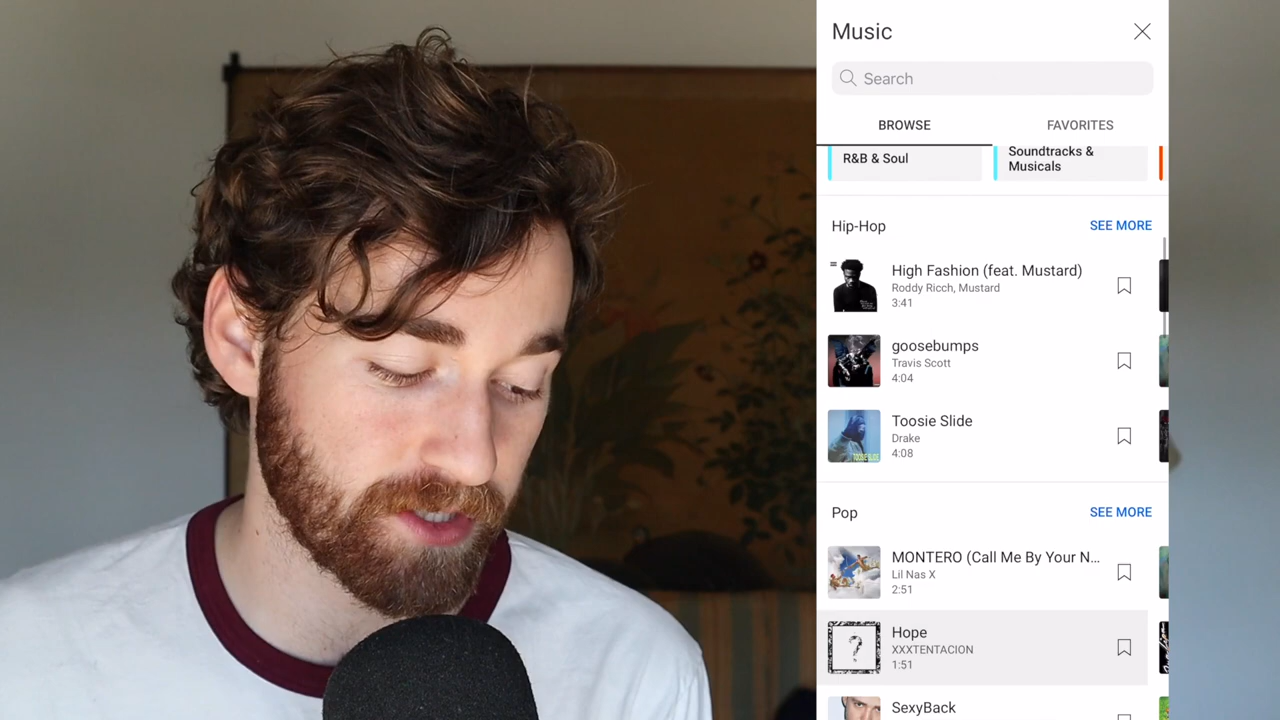 Music
Search
BROWSE
FAVORITES
R&B & Soul
Soundtracks &
Musicals
Hip-Hop
SEE MORE
High Fashion (feat. Mustard)
Roddy Ricch, Mustard
3:41
goosebumps
Travis Scott
4:04
Toosie Slide
Drake
4:08
TOOSIE SLIDE
Pop
SEE MORE
MONTERO (Call Me By Your N...
Lil Nas X
2:51
Hope
XXXTENTACION
1:51
?
SexyBack